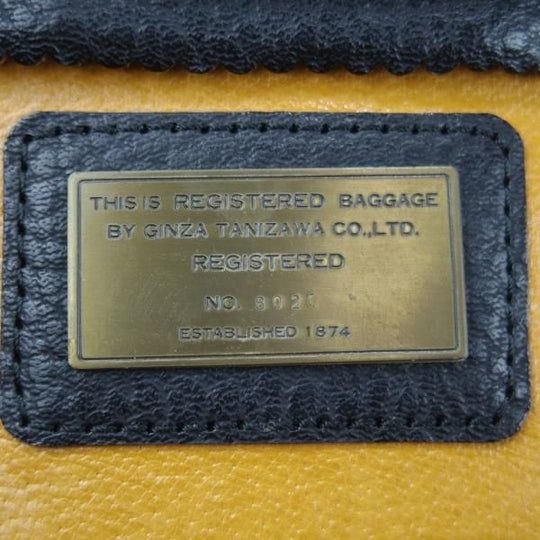 THIS IS REGISTERED BAGGAGE
BY GINZA TANIZAWA CO.,LTD.
REGISTERED
NO.
ESTABLISHED 1874